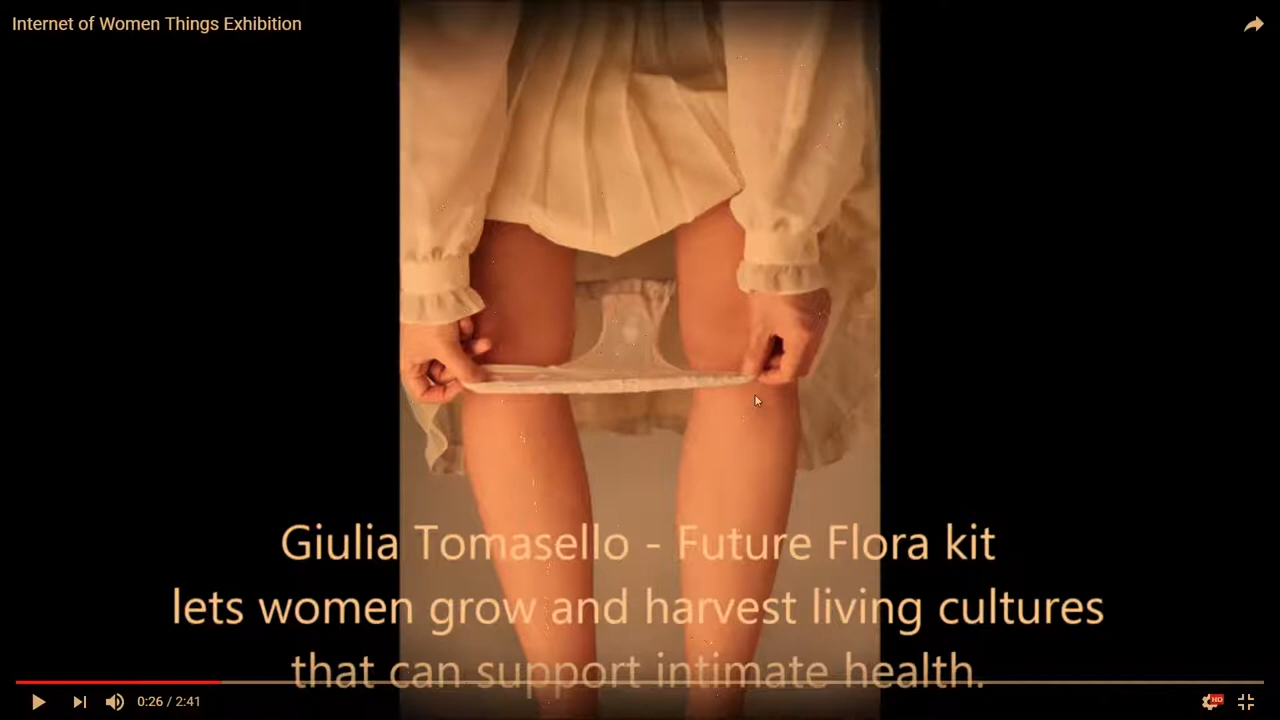 Internet of Women Things Exhibition
Giulia Tomasello - Future Flora kit
lets women grow and harvest living cultures
that can support intimate health.
0:26 / 2:41
HD